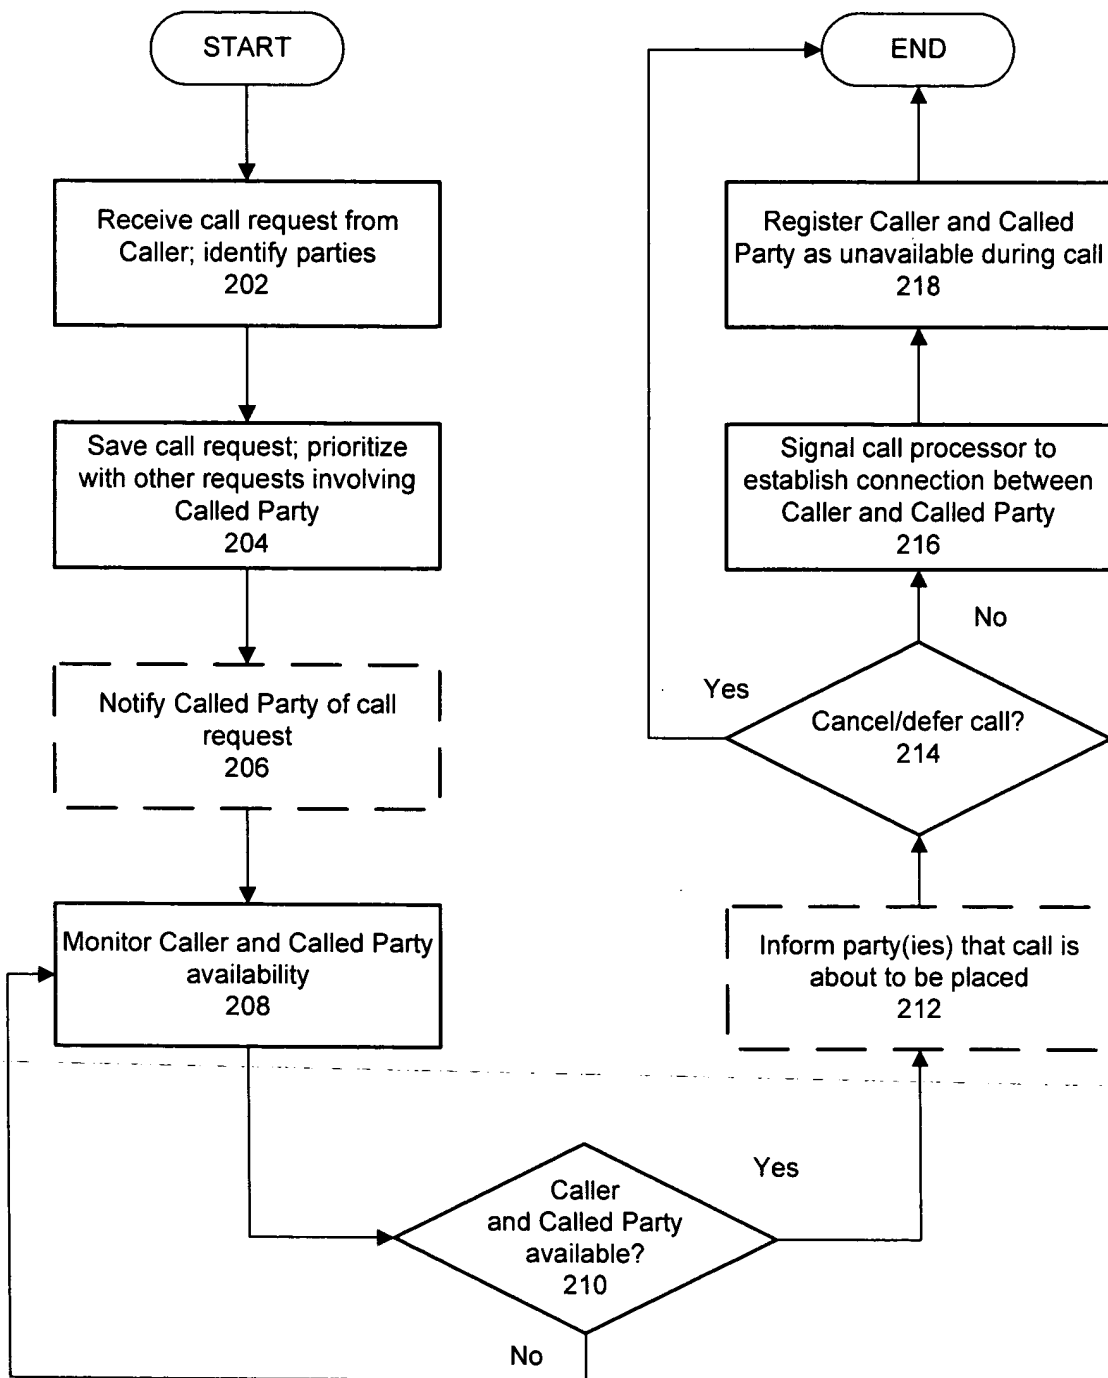 START
Receive call request from
Caller; identify parties
202
Save call request; prioritize
with other requests involving
Called Party
204
Notify Called Party of call
request
206
Monitor Caller and Called Party
availability
208
Caller
and Called Party
available?
210
Yes
No
Inform party(ies) that call is
about to be placed
212
Cancel/defer call?
214
Yes
No
Signal call processor to
establish connection between
Caller and Called Party
216
Register Caller and Called
Party as unavailable during call
218
END